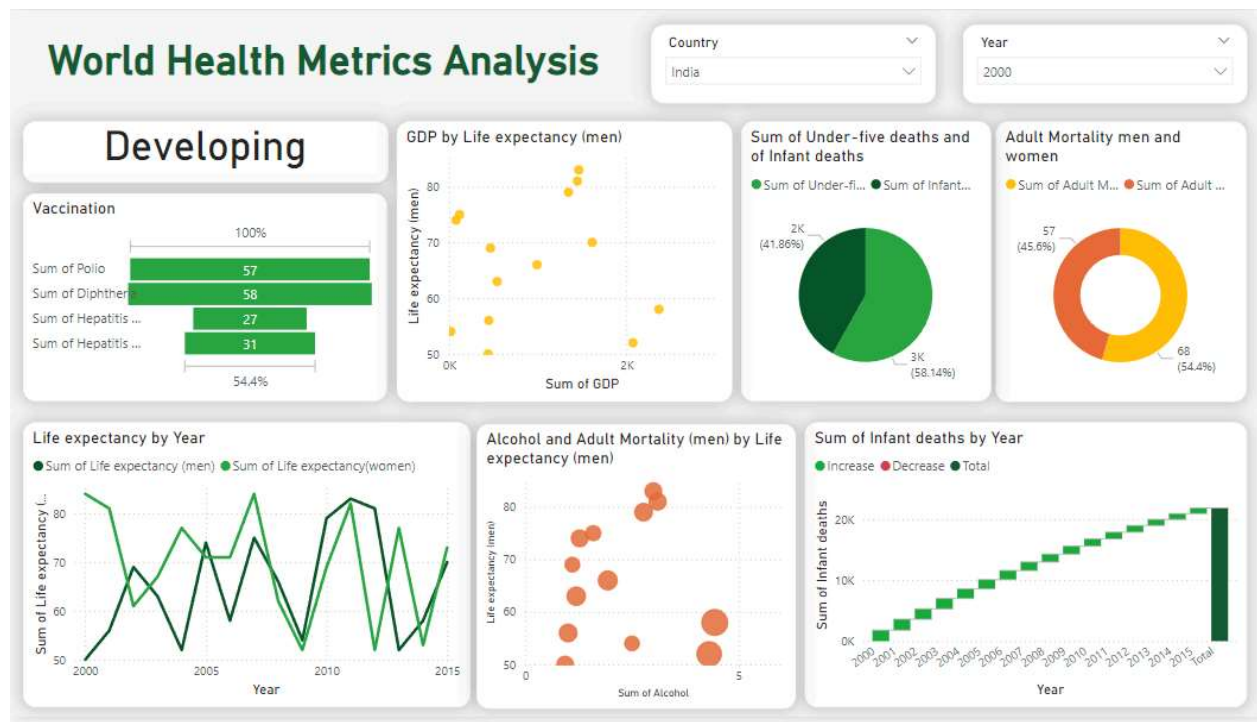 World Health Metrics Analysis
Country
India
Year
2000
Developing
Vaccination
100%
Sum of Polio
57
Sum of Diphtherie
58
Sum of Hepatitis ...
27
Sum of Hepatitis ...
31
54.4%
GDP by Life expectancy (men)
Life expectancy (men)
80
70
60
50
0K
2K
Sum of GDP
Sum of Under-five deaths and
of Infant deaths
Sum of Under-fi... Sum of Infant...
2K
(41.86%)
3K
(58.14%)
Adult Mortality men and
women
Sum of Adult M... Sum of Adult ...
57
(45.6%)
68
(54.4%)
Life expectancy by Year
Sum of Life expectancy (men) Sum of Life expectancy(women)
Sum of Life expectancy (...
80
70
60
50
2000
2005
2010
2015
Year
Alcohol and Adult Mortality (men) by Life
expectancy (men)
Life expectancy (men)
80
70
60
50
0
5
Sum of Alcohol
Sum of Infant deaths by Year
Increase Decrease Total
Sum of Infant deaths
20K
10K
0K
2000
2001
2002
2003
2004
2005
2006
2007
2008
2009
2010
2011
2012
2013
2014
2015
Total
Year